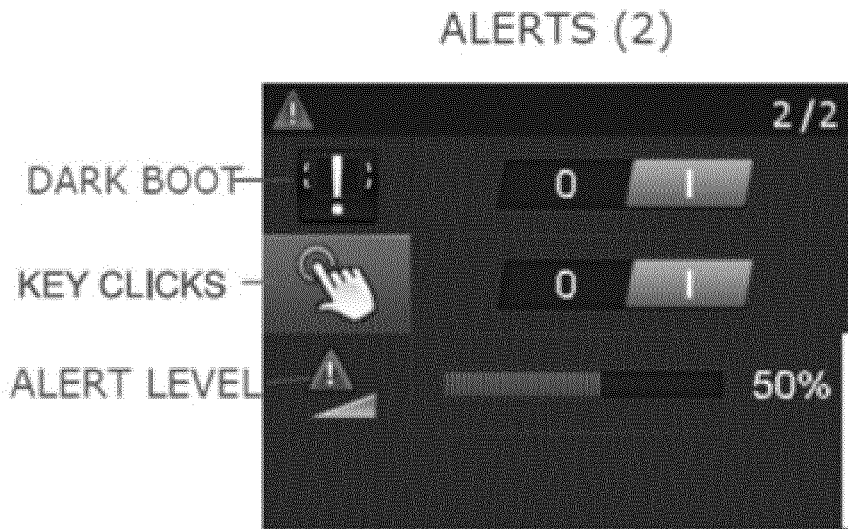 ALERTS (2)
2/2
DARK BOOT ! 0 I
KEY CLICKS 0 I
ALERT LEVEL 50%